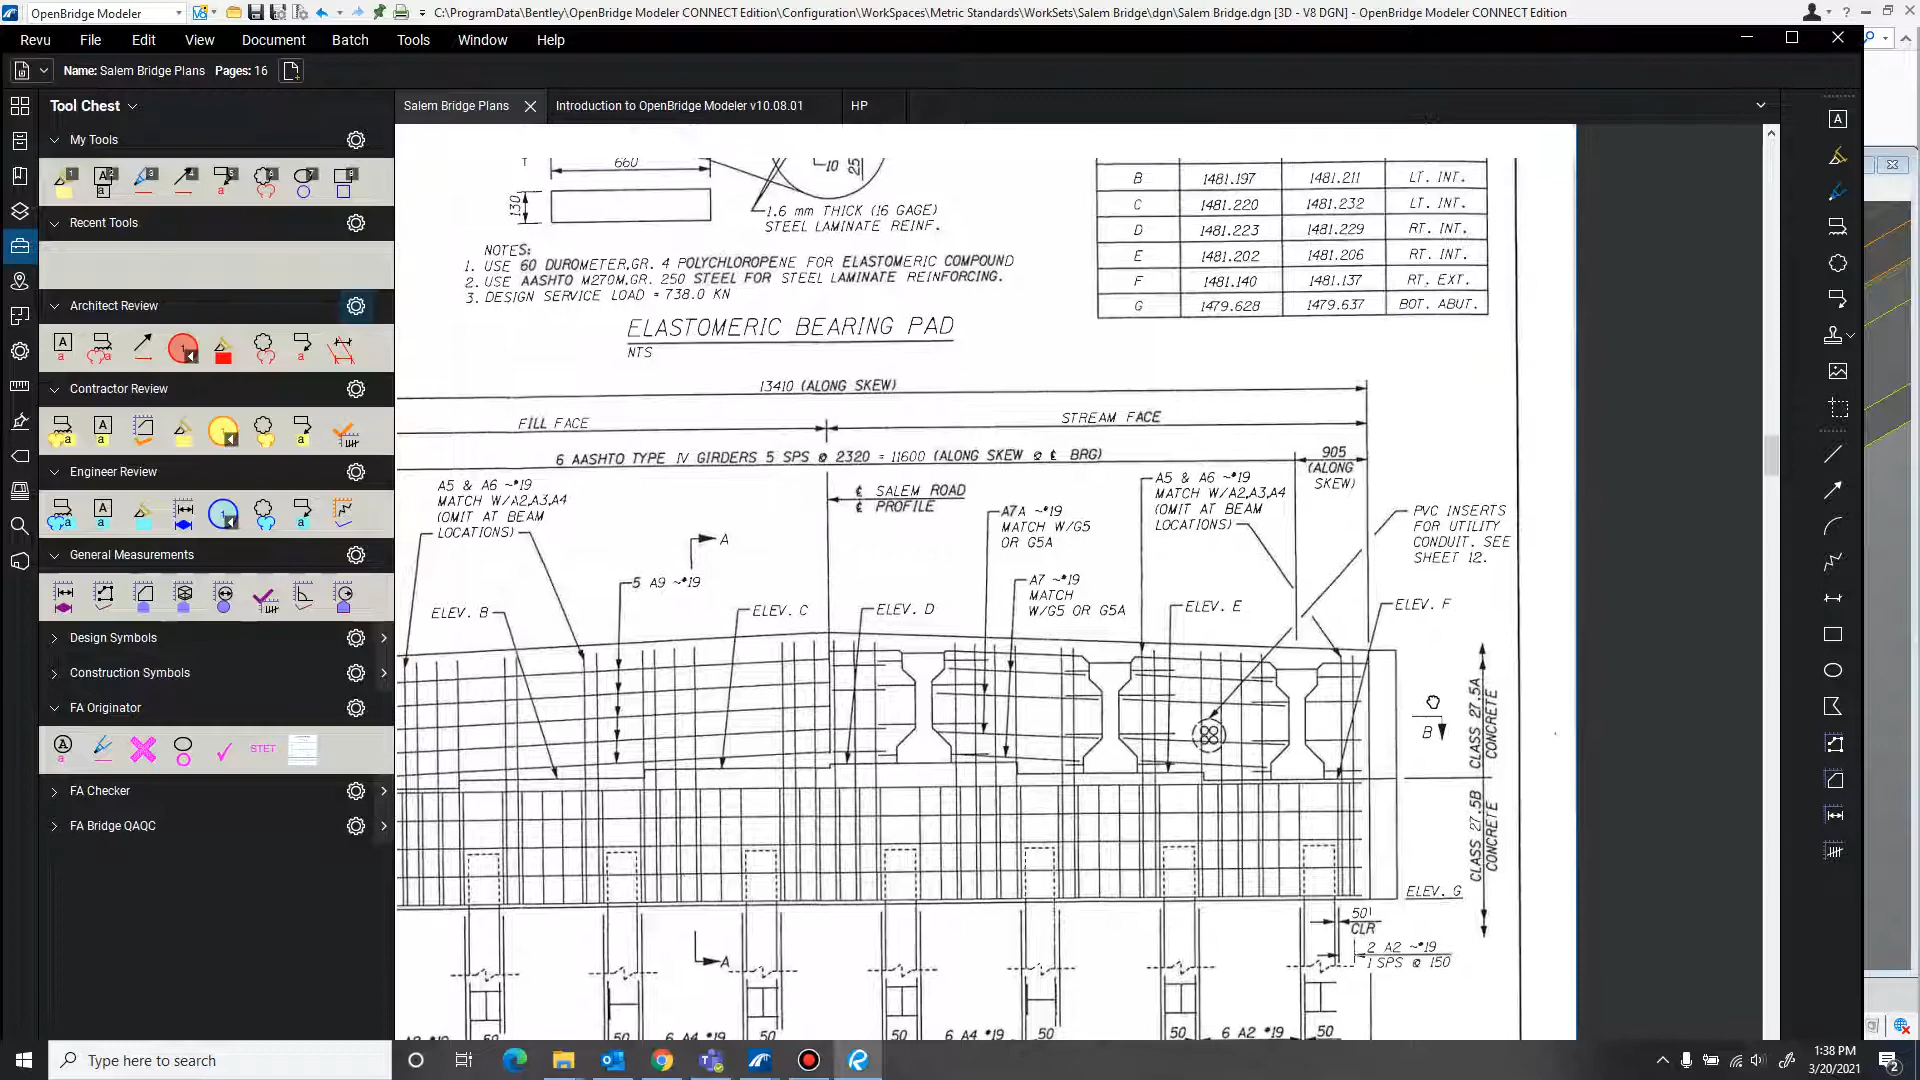 OpenBridge Modeler
C:\ProgramData\Bentley\OpenBridge Modeler CONNECT Edition\Configuration\WorkSpaces\Metric Standards\WorkSets\Salem Bridge\dgn\Salem Bridge.dgn [3D - V8 DGN] - OpenBridge Modeler CONNECT Edition
Revu File Edit View Document Batch Tools Window Help
Name: Salem Bridge Plans Pages: 16
Tool Chest
Salem Bridge Plans
Introduction to OpenBridge Modeler v10.08.01
HP
My Tools
Recent Tools
Architect Review
Contractor Review
Engineer Review
General Measurements
Design Symbols
Construction Symbols
FA Originator
STET
FA Checker
FA Bridge QAQC
T
660
130
10
25
1.6 mm THICK (16 GAGE)
STEEL LAMINATE REINF.
NOTES:
1. USE 60 DUROMETER,GR. 4 POLYCHLOROPENE FOR ELASTOMERIC COMPOUND
2. USE AASHTO M270M,GR. 250 STEEL FOR STEEL LAMINATE REINFORCING.
3. DESIGN SERVICE LOAD = 738.0 KN
ELASTOMERIC BEARING PAD
NTS
B 1481.197 1481.211 LT. INT.
C 1481.220 1481.232 LT. INT.
D 1481.223 1481.229 RT. INT.
E 1481.202 1481.206 RT. INT.
F 1481.140 1481.137 RT. EXT.
G 1479.628 1479.637 BOT. ABUT.
13410 (ALONG SKEW)
FILL FACE
STREAM FACE
6 AASHTO TYPE IV GIRDERS 5 SPS @ 2320 = 11600 (ALONG SKEW @ ℄ BRG)
905
(ALONG
SKEW)
A5 & A6 ~#19
MATCH W/A2,A3,A4
(OMIT AT BEAM
LOCATIONS)
℄ SALEM ROAD
℄ PROFILE
A7A ~#19
MATCH W/G5
OR G5A
A5 & A6 ~#19
MATCH W/A2,A3,A4
(OMIT AT BEAM
LOCATIONS)
PVC INSERTS
FOR UTILITY
CONDUIT. SEE
SHEET 12.
A
5 A9 ~#19
A7 ~#19
MATCH
W/G5 OR G5A
ELEV. B
ELEV. C
ELEV. D
ELEV. E
ELEV. F
B
CLASS 27.5A
CONCRETE
CLASS 27.5B
CONCRETE
ELEV. G
50
CLR
2 A2 ~#19
1 SPS @ 150
A
50
6 A4 #19
50
6 A4 #19
50
50
6 A2 #19
50
Type here to search
1:38 PM
3/20/2021
2